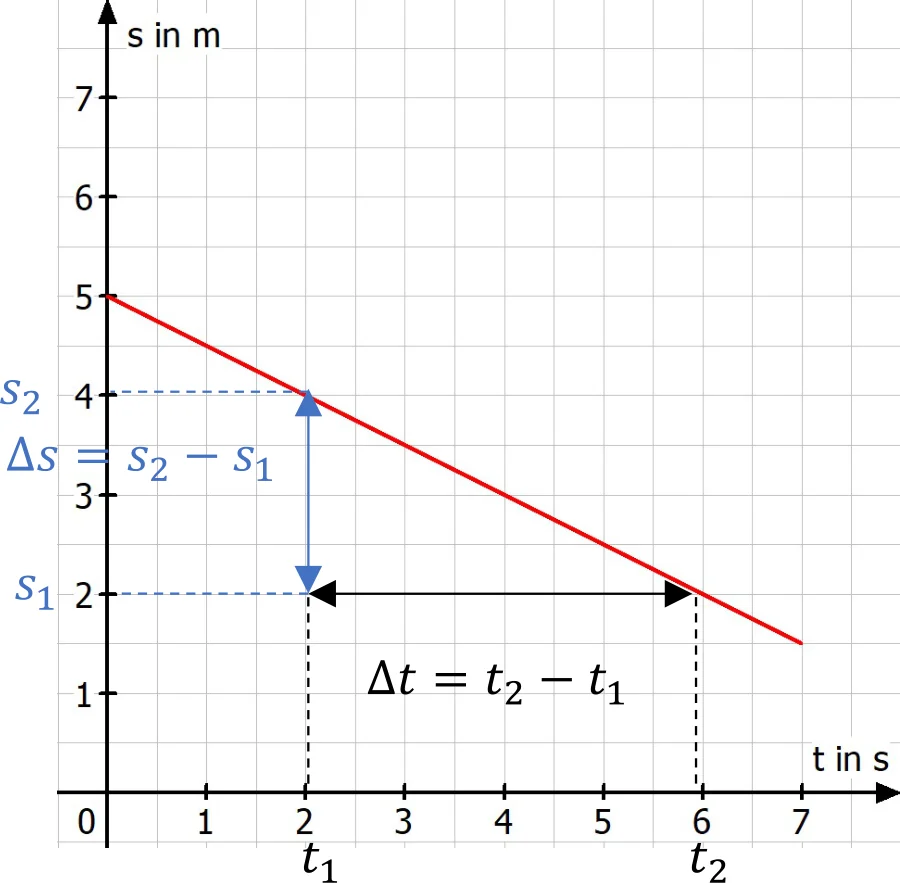 s in m
7
6
5
s₂ 4
Δs = s₂ − s₁
3
s₁ 2
Δt = t₂ − t₁
1
t in s
0 1 2 3 4 5 6 7
t₁ t₂